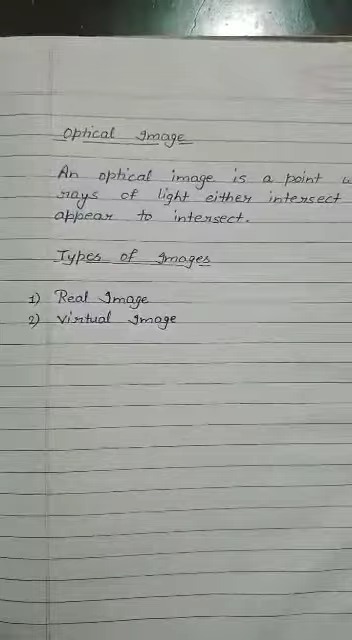 Optical Image
An optical image is a point
rays of light either intersect
appear to intersect.
Types of Images
1) Real Image
2) Virtual Image